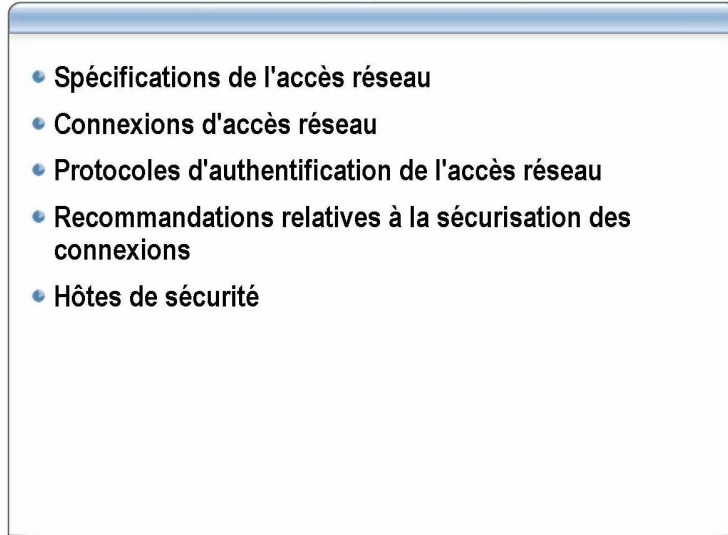 Spécifications de l'accès réseau
Connexions d'accès réseau
Protocoles d'authentification de l'accès réseau
Recommandations relatives à la sécurisation des
connexions
Hôtes de sécurité